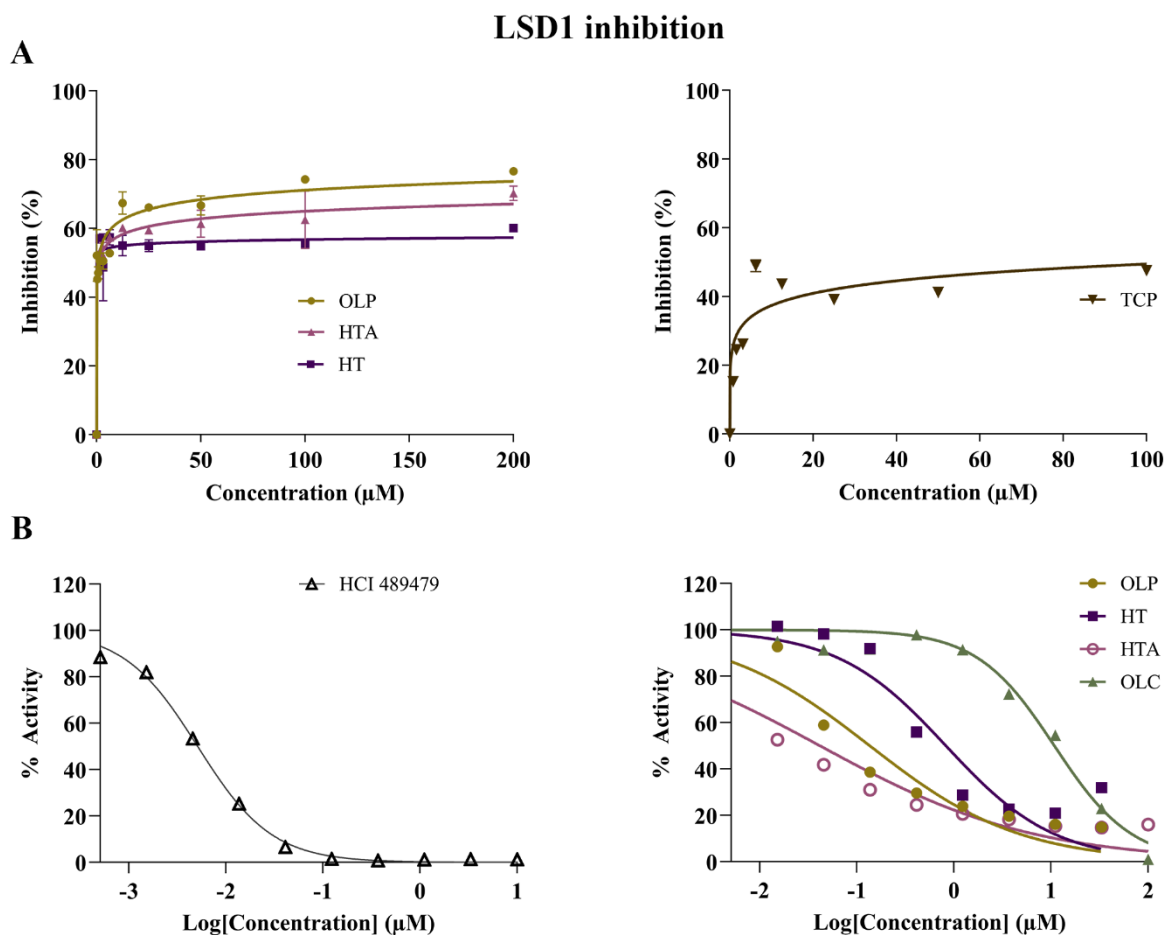 LSD1 inhibition
A
100
80
60
40
20
0
Inhibition (%)
OLP
HTA
HT
0 50 100 150 200
Concentration (μM)
100
80
60
40
20
0
Inhibition (%)
TCP
0 20 40 60 80 100
Concentration (μM)
B
120
100
80
60
40
20
0
% Activity
HCI 489479
-3 -2 -1 0 1
Log[Concentration] (μM)
120
100
80
60
40
20
0
% Activity
OLP
HT
HTA
OLC
-2 -1 0 1 2
Log[Concentration] (μM)